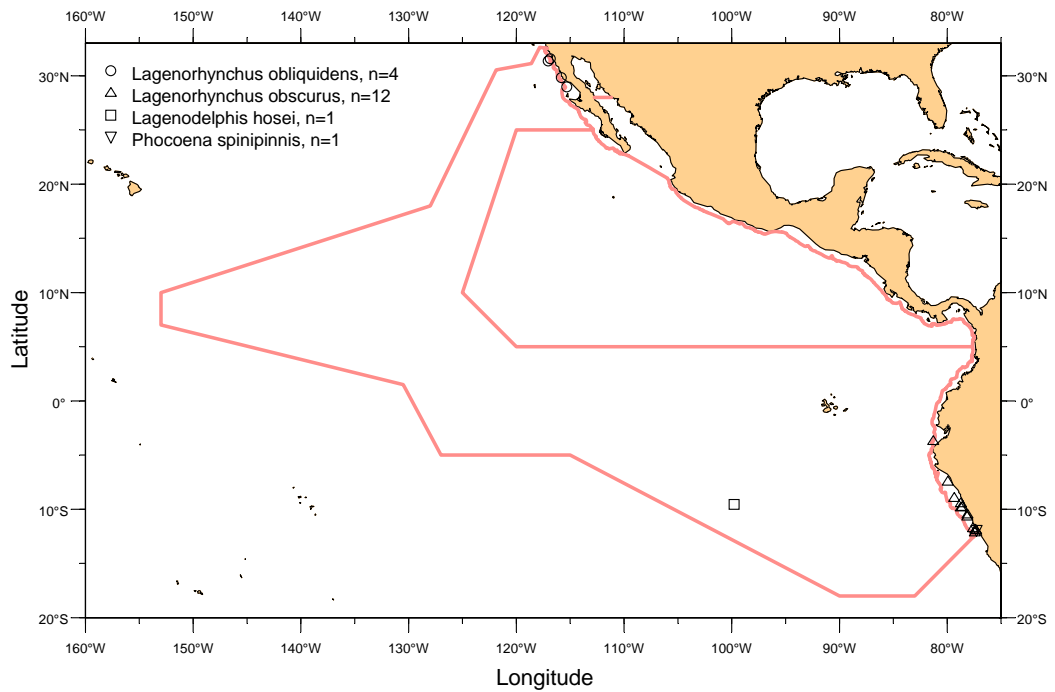 160°W 150°W 140°W 130°W 120°W 110°W 100°W 90°W 80°W
30°N 30°N
Lagenorhynchus obliquidens, n=4
Lagenorhynchus obscurus, n=12
Lagenodelphis hosei, n=1
Phocoena spinipinnis, n=1
20°N 20°N
10°N 10°N
Latitude
0° 0°
10°S 10°S
20°S 20°S
160°W 150°W 140°W 130°W 120°W 110°W 100°W 90°W 80°W
Longitude